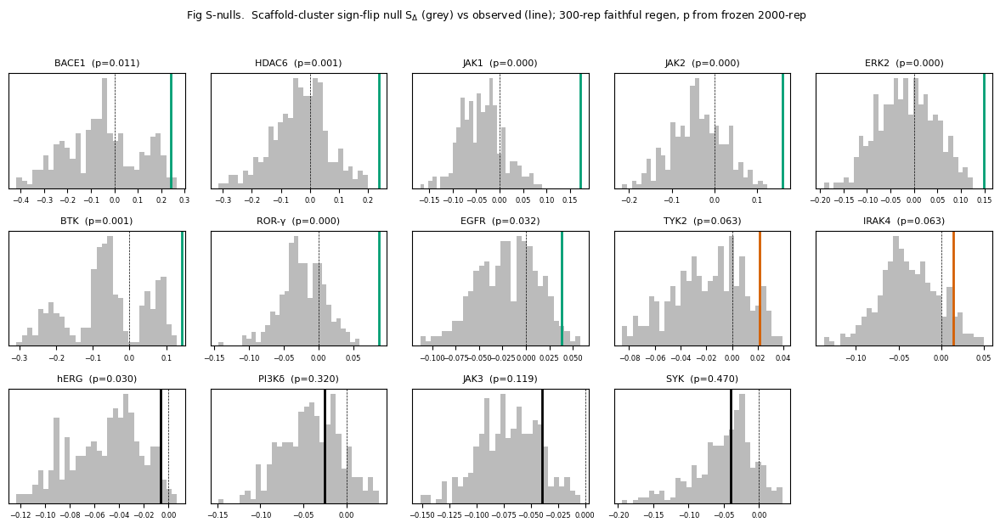 Fig S-nulls. Scaffold-cluster sign-flip null SΔ (grey) vs observed (line); 300-rep faithful regen, p from frozen 2000-rep
BACE1 (p=0.011)
HDAC6 (p=0.001)
JAK1 (p=0.000)
JAK2 (p=0.000)
ERK2 (p=0.000)
−0.4 −0.3 −0.2 −0.1 0.0 0.1 0.2 0.3
−0.3 −0.2 −0.1 0.0 0.1 0.2
−0.15 −0.10 −0.05 0.00 0.05 0.10 0.15
−0.2 −0.1 0.0 0.1
−0.20 −0.15 −0.10 −0.05 0.00 0.05 0.10 0.15
BTK (p=0.001)
ROR-γ (p=0.000)
EGFR (p=0.032)
TYK2 (p=0.063)
IRAK4 (p=0.063)
−0.3 −0.2 −0.1 0.0 0.1
−0.15 −0.10 −0.05 0.00 0.05
−0.100 −0.075 −0.050 −0.025 0.000 0.025 0.050
−0.08 −0.06 −0.04 −0.02 0.00 0.02 0.04
−0.10 −0.05 0.00 0.05
hERG (p=0.030)
PI3Kδ (p=0.320)
JAK3 (p=0.119)
SYK (p=0.470)
−0.12 −0.10 −0.08 −0.06 −0.04 −0.02 0.00
−0.15 −0.10 −0.05 0.00
−0.150 −0.125 −0.100 −0.075 −0.050 −0.025 0.000
−0.20 −0.15 −0.10 −0.05 0.00